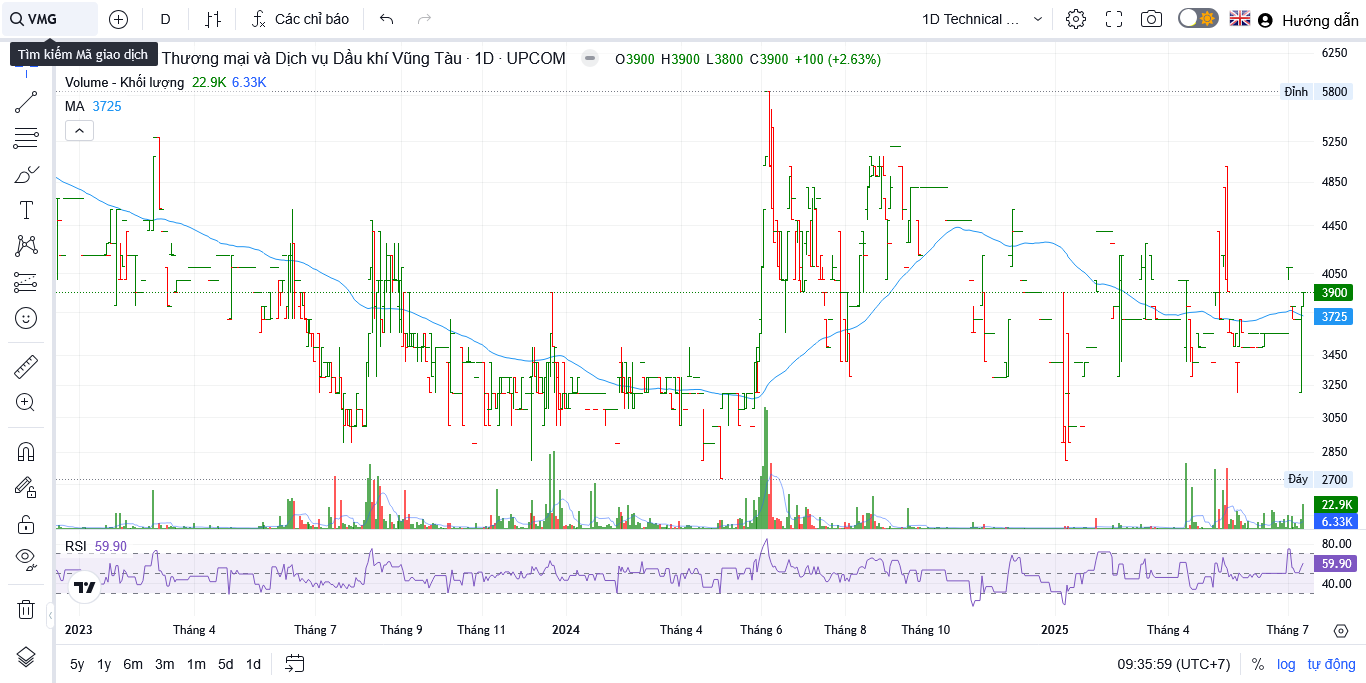 VMG D Các chỉ báo 1D Technical ... Hướng dẫn
Tìm kiếm Mã giao dịch
Thương mại và Dịch vụ Dầu khí Vũng Tàu · 1D · UPCOM O3900 H3900 L3800 C3900 +100 (+2.63%)
Volume - Khối lượng 22.9K 6.33K
MA 3725
6250
Đỉnh 5800
5250
4850
4450
4050
3900
3725
3450
3250
3050
2850
Đáy 2700
22.9K
6.33K
RSI 59.90
80.00
59.90
40.00
2023 Tháng 4 Tháng 7 Tháng 9 Tháng 11 2024 Tháng 4 Tháng 6 Tháng 8 Tháng 10 2025 Tháng 4 Tháng 7
5y 1y 6m 3m 1m 5d 1d 09:35:59 (UTC+7) % log tự động